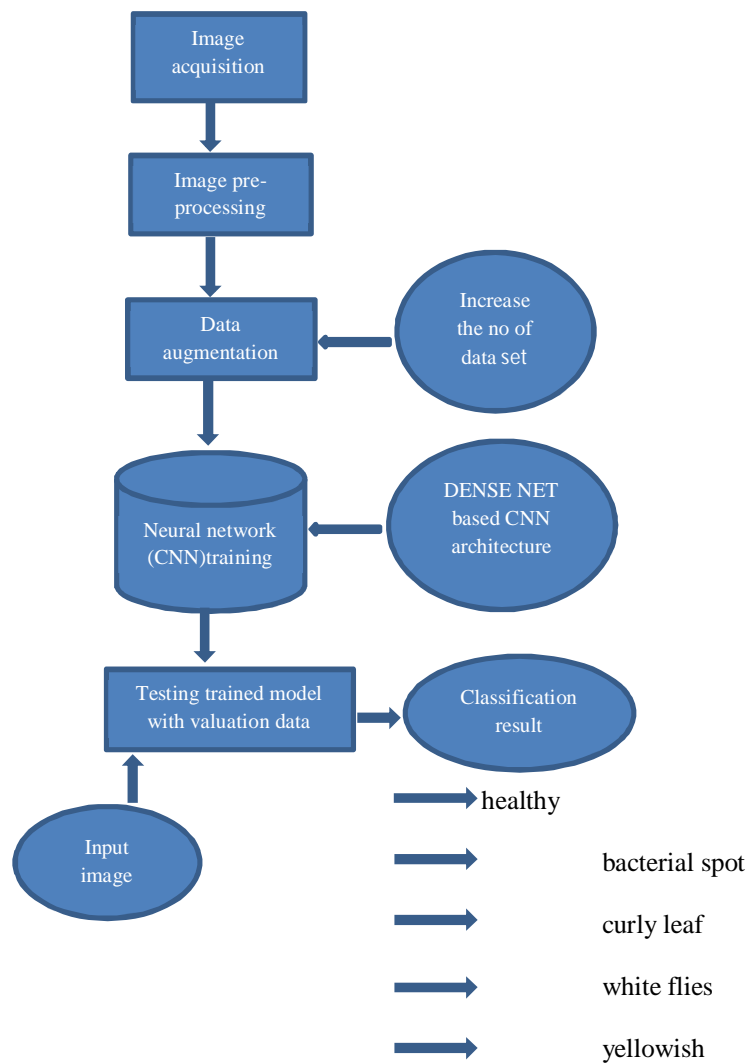 Image
acquisition
Image pre-
processing
Data
augmentation
Increase
the no of
data set
Neural network
(CNN)training
DENSE NET
based CNN
architecture
Testing trained model
with valuation data
Classification
result
Input
image
healthy
bacterial spot
curly leaf
white flies
yellowish